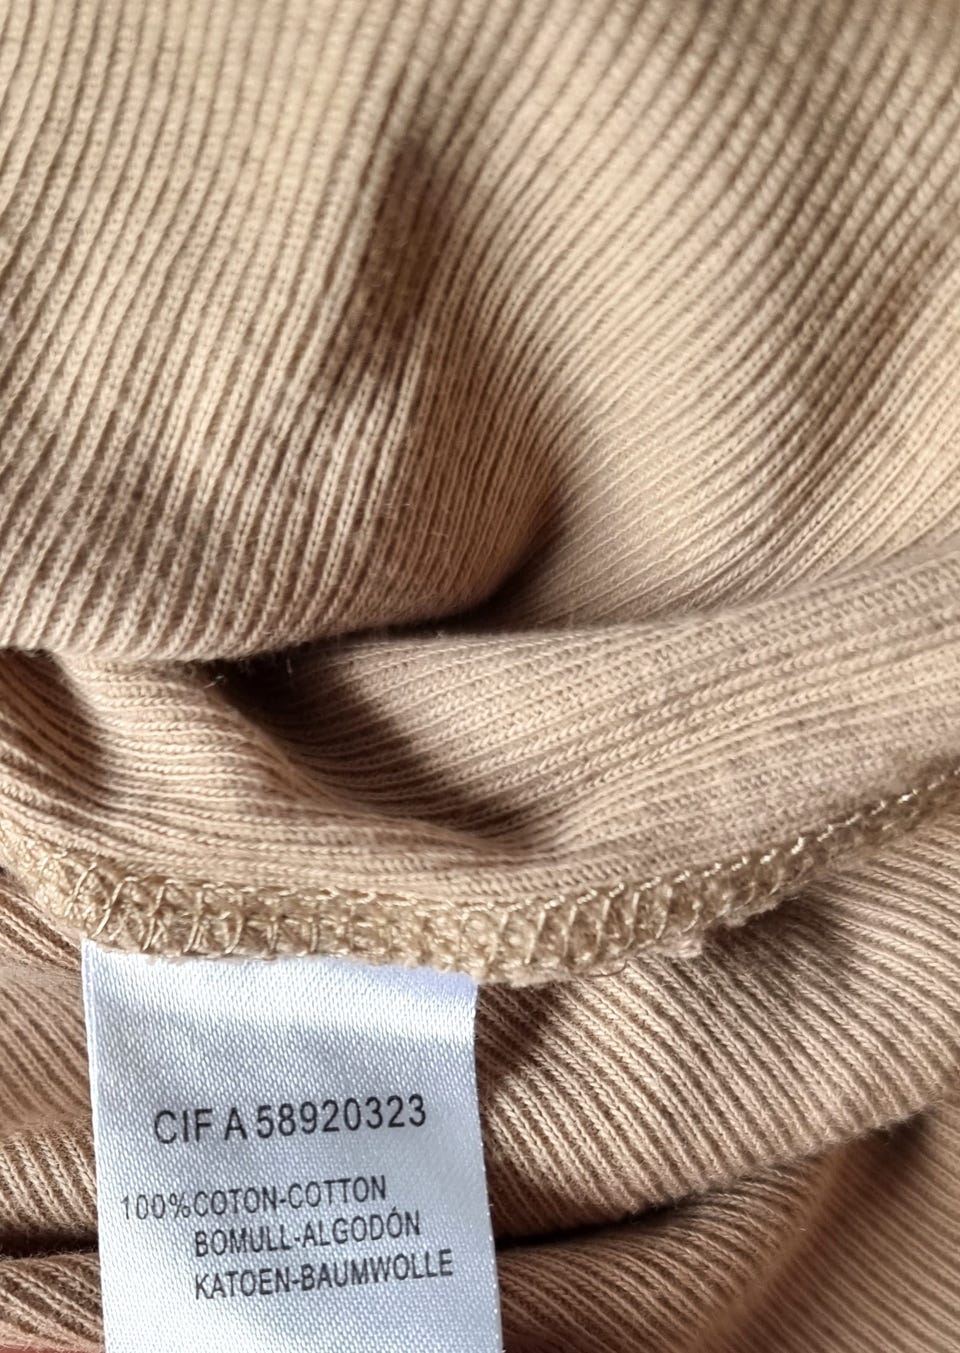 CIF A 58920323
100%COTON-COTTON
BOMULL-ALGODÓN
KATOEN-BAUMWOLLE